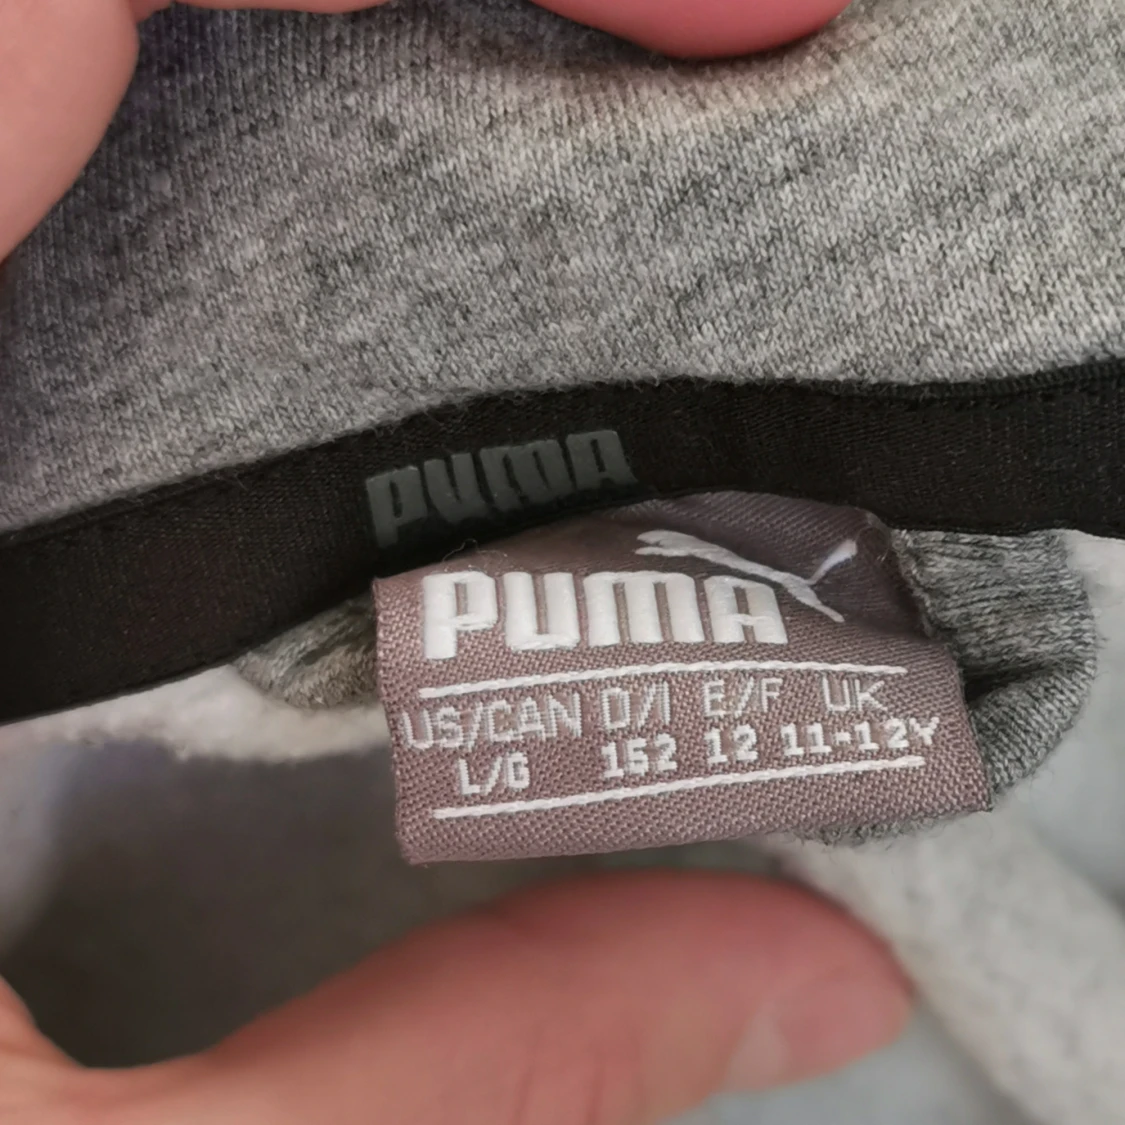 PUMA
PUMA
US/CAN D/I E/F UK
L/G 152 12 11-12Y